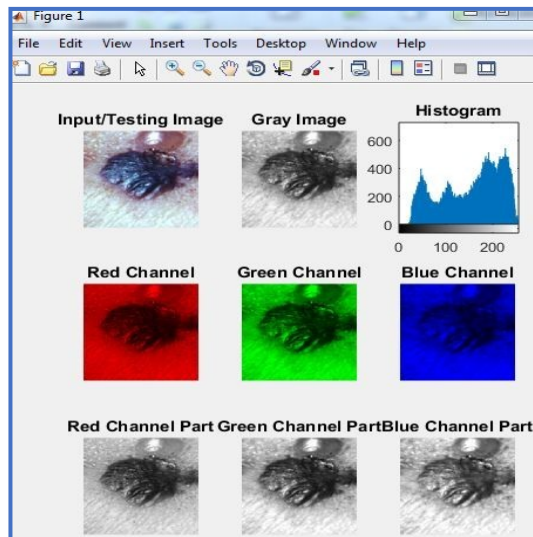 Figure 1
File Edit View Insert Tools Desktop Window Help
Input/Testing Image Gray Image Histogram
600
400
200
0
0 100 200
Red Channel Green Channel Blue Channel
Red Channel Part Green Channel Part Blue Channel Part